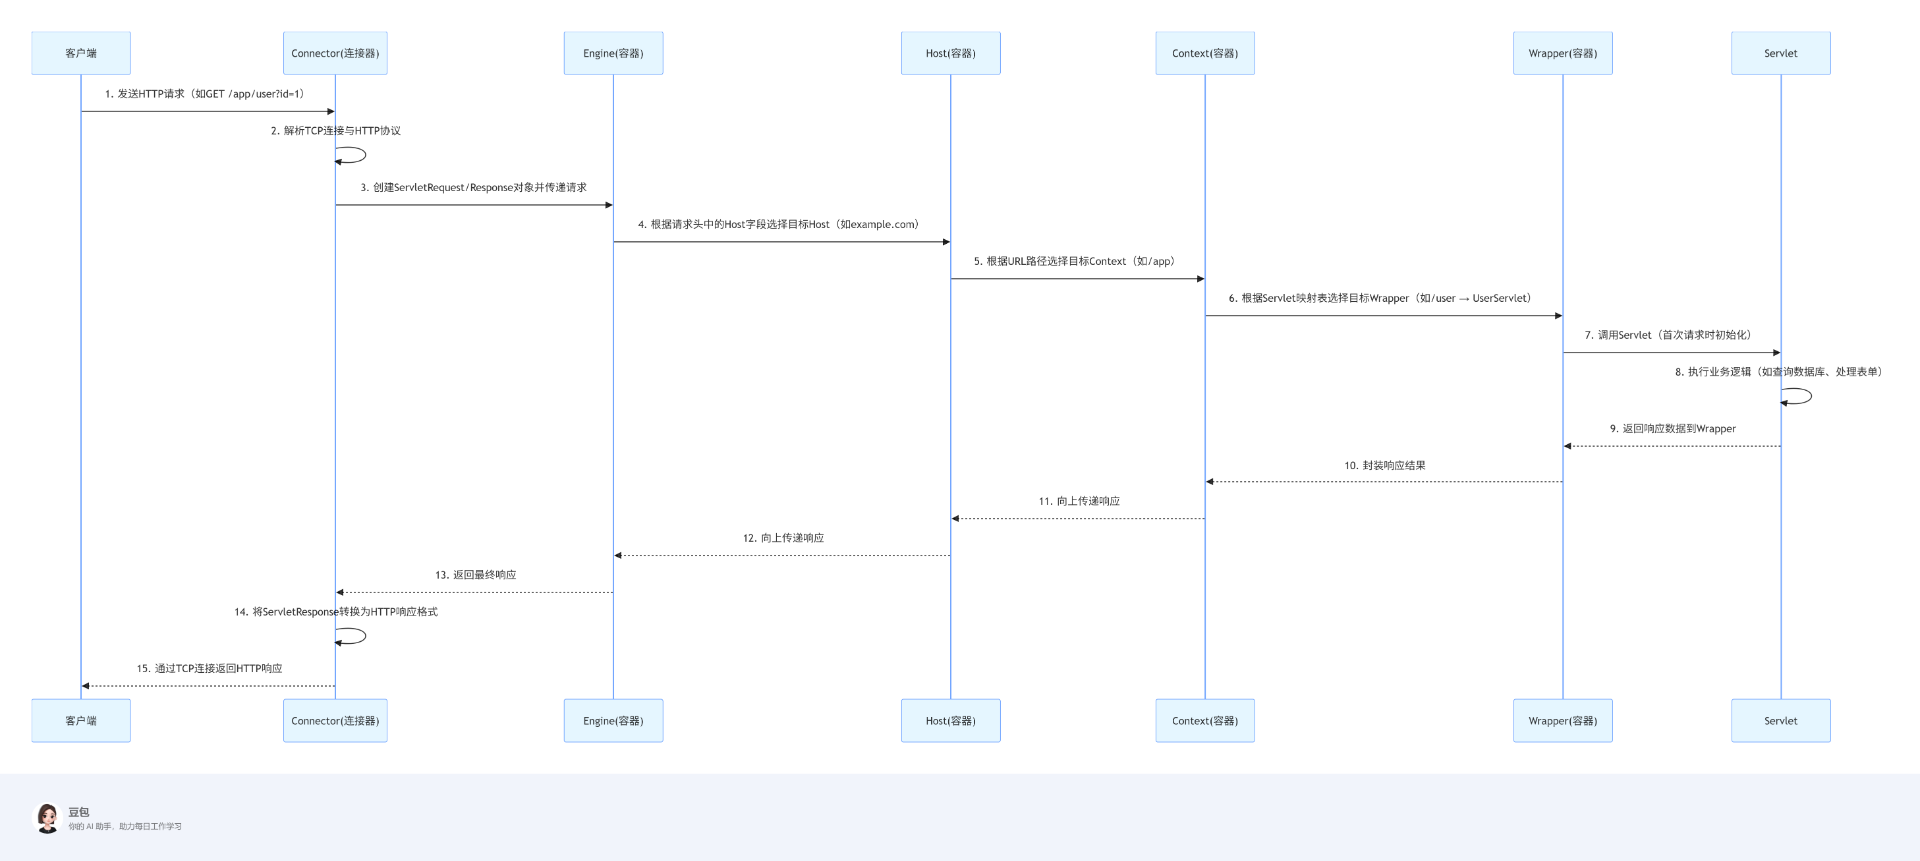 客户端
Connector(连接器)
Engine(容器)
Host(容器)
Context(容器)
Wrapper(容器)
Servlet
1. 发送HTTP请求（如GET /app/user?id=1）
2. 解析TCP连接与HTTP协议
3. 创建ServletRequest/Response对象并传递请求
4. 根据请求头中的Host字段选择目标Host（如example.com）
5. 根据URL路径选择目标Context（如/app）
6. 根据Servlet映射表选择目标Wrapper（如/user → UserServlet）
7. 调用Servlet（首次请求时初始化）
8. 执行业务逻辑（如查询数据库、处理表单）
9. 返回响应数据到Wrapper
10. 封装响应结果
11. 向上传递响应
12. 向上传递响应
13. 返回最终响应
14. 将ServletResponse转换为HTTP响应格式
15. 通过TCP连接返回HTTP响应
客户端
Connector(连接器)
Engine(容器)
Host(容器)
Context(容器)
Wrapper(容器)
Servlet
豆包
你的 AI 助手，助力每日工作学习